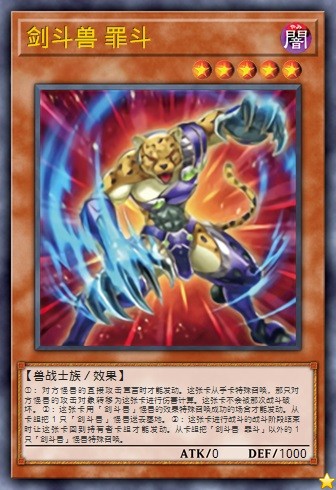 剑斗兽 罪斗
闇
【兽战士族／效果】
①：对方怪兽的直接攻击宣言时才能发动。这张卡从手卡特殊召唤，那只对
方怪兽的攻击对象转移为这张卡进行伤害计算。这张卡不会被那次战斗破
坏。②：这张卡用「剑斗兽」怪兽的效果特殊召唤成功的场合才能发动。从
卡组把1只「剑斗兽」怪兽送去墓地。③：这张卡进行战斗的战斗阶段结束
时让这张卡回到持有者卡组才能发动。从卡组把「剑斗兽 罪斗」以外的1
只「剑斗兽」怪兽特殊召唤。
ATK/0 DEF/1000